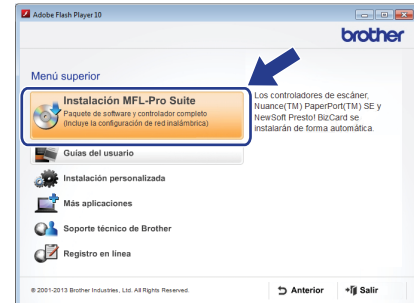 Adobe Flash Player 10
brother
Menú superior
Instalación MFL-Pro Suite
Paquete de software y controlador completo
(Incluye la configuración de red inalámbrica)
Los controladores de escáner,
Nuance(TM) PaperPort(TM) SE y
NewSoft Presto! BizCard se
instalarán de forma automática.
Guías del usuario
Instalación personalizada
Más aplicaciones
Soporte técnico de Brother
Registro en línea
© 2001-2013 Brother Industries, Ltd. All Rights Reserved.
Anterior
Salir